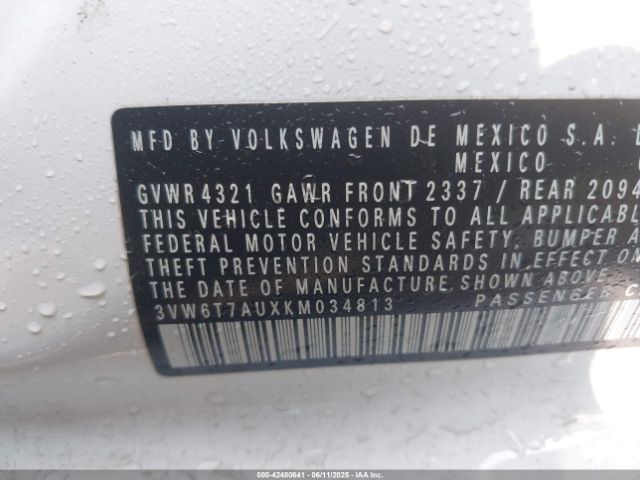 MFD BY VOLKSWAGEN DE MEXICO S.A.
MEXICO
GVWR 4321 GAWR FRONT 2337 / REAR 2094
THIS VEHICLE CONFORMS TO ALL APPLICABLE
FEDERAL MOTOR VEHICLE SAFETY, BUMPER A
THEFT PREVENTION STANDARDS IN EFFECT ON
THE DATE OF MANUFACTURE SHOWN ABOVE.
3VW6T7AUXKM034813 PASSENGER C
000-42480641 - 06/11/2025 - IAAI.COM